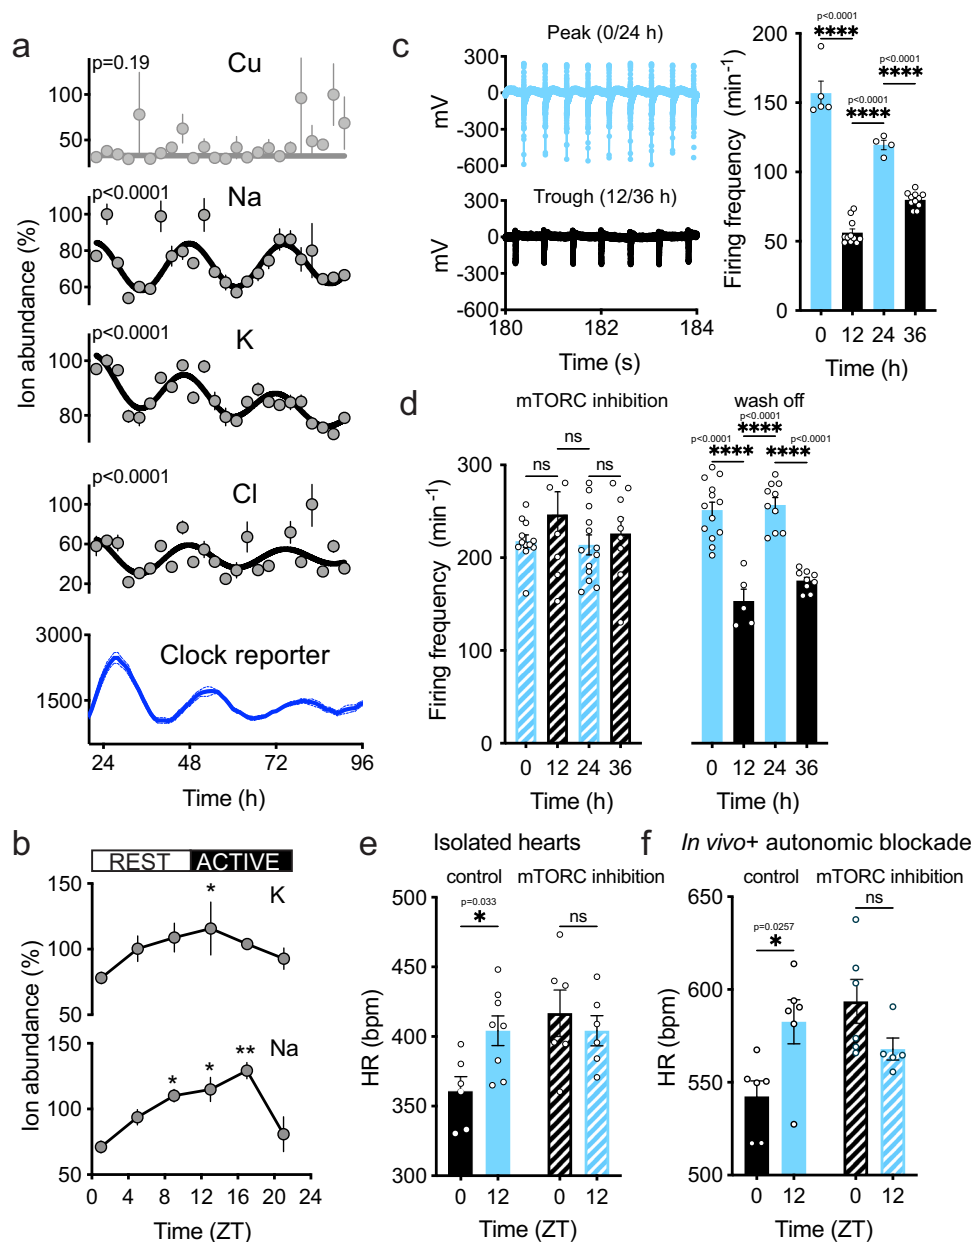 a
Ion abundance (%)
p=0.19
Cu
100
50
p<0.0001
Na
100
80
60
p<0.0001
K
100
80
p<0.0001
Cl
100
60
20
3000
1500
Clock reporter
24 48 72 96
Time (h)
b
REST ACTIVE
Ion abundance (%)
150
100
50
*
K
150
100
50
* * **
Na
0 4 8 12 16 20 24
Time (ZT)
c
Peak (0/24 h)
mV
300
0
-300
-600
Trough (12/36 h)
mV
300
0
-300
-600
180 182 184
Time (s)
Firing frequency (min-1)
200
150
100
50
0
p<0.0001
****
p<0.0001
****
p<0.0001
****
0 12 24 36
Time (h)
d
mTORC inhibition
Firing frequency (min-1)
300
200
100
0
ns
ns
ns
0 12 24 36
Time (h)
wash off
p<0.0001
****
p<0.0001
****
p<0.0001
****
0 12 24 36
Time (h)
e
Isolated hearts
control mTORC inhibition
HR (bpm)
450
400
350
300
p=0.033
*
ns
0 12 0 12
Time (ZT)
f
In vivo+ autonomic blockade
control mTORC inhibition
HR (bpm)
650
600
550
500
p=0.0257
*
ns
0 12 0 12
Time (ZT)